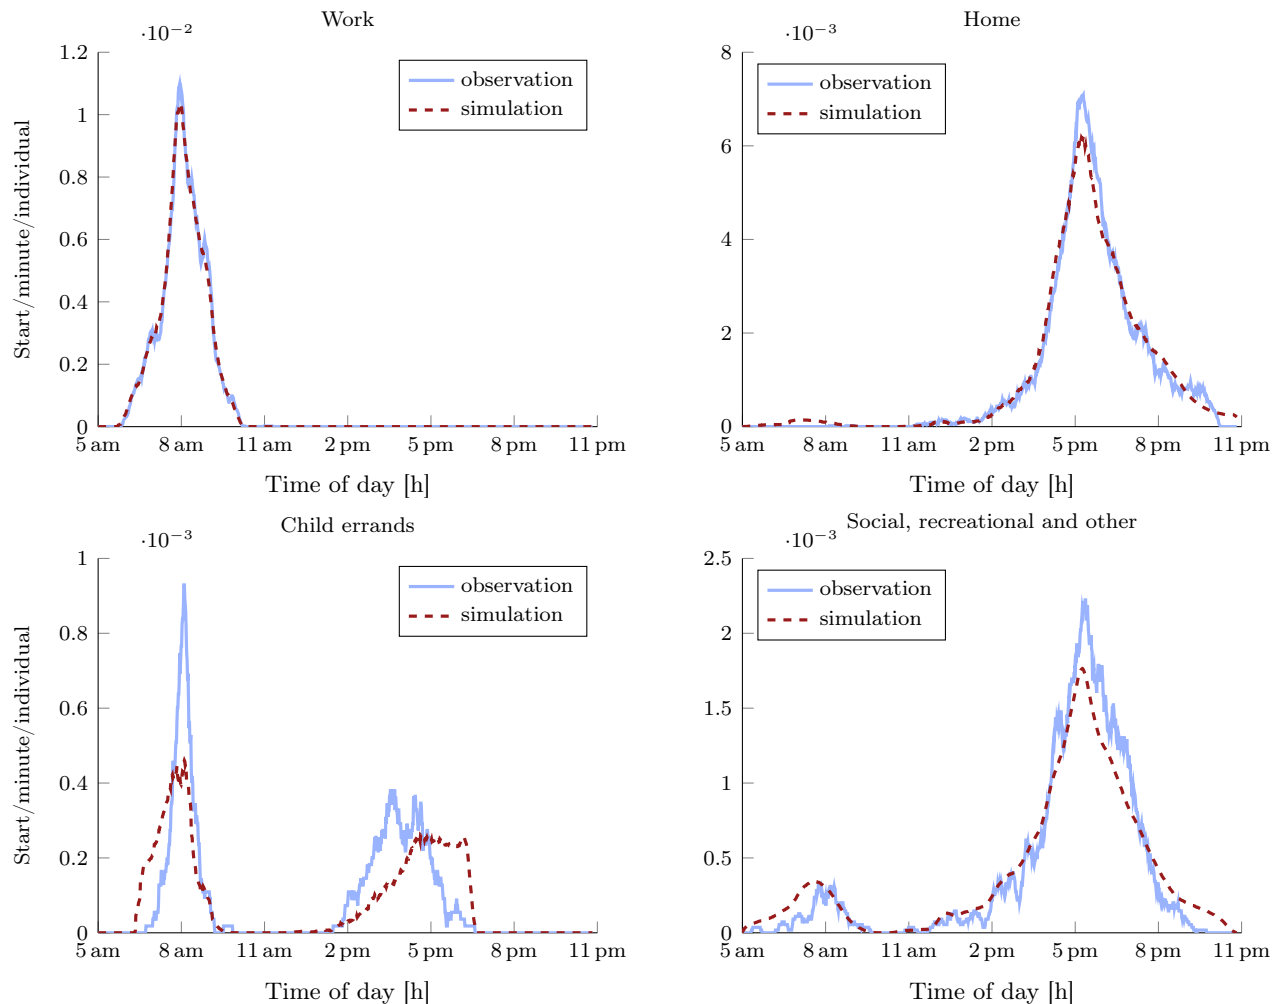 Work
·10−2
Start/minute/individual
1.2
1
0.8
0.6
0.4
0.2
0
5 am 8 am 11 am 2 pm 5 pm 8 pm 11 pm
Time of day [h]
observation
simulation
Home
·10−3
8
6
4
2
0
5 am 8 am 11 am 2 pm 5 pm 8 pm 11 pm
Time of day [h]
observation
simulation
Child errands
·10−3
Start/minute/individual
1
0.8
0.6
0.4
0.2
0
5 am 8 am 11 am 2 pm 5 pm 8 pm 11 pm
Time of day [h]
observation
simulation
Social, recreational and other
·10−3
2.5
2
1.5
1
0.5
0
5 am 8 am 11 am 2 pm 5 pm 8 pm 11 pm
Time of day [h]
observation
simulation